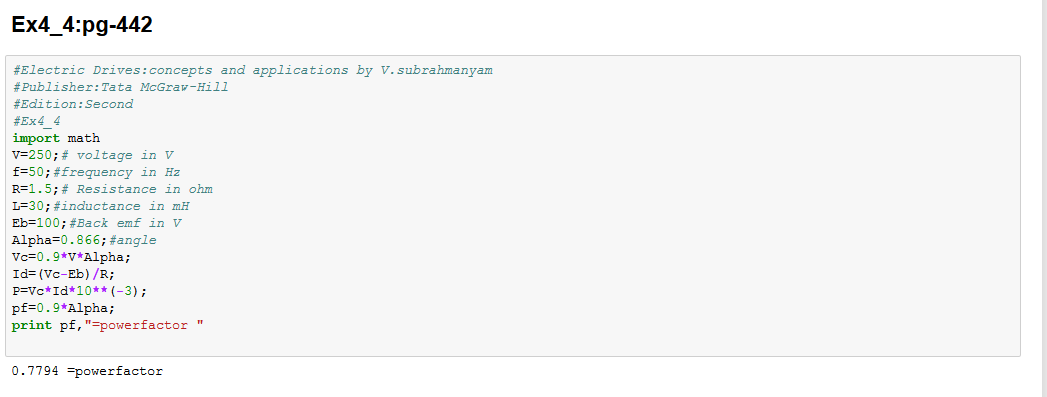 Ex4_4:pg-442
#Electric Drives:concepts and applications by V.subrahmanyam
#Publisher:Tata McGraw-Hill
#Edition:Second
#Ex4_4
import math
V=250;# voltage in V
f=50;#frequency in Hz
R=1.5;# Resistance in ohm
L=30;#inductance in mH
Eb=100;#Back emf in V
Alpha=0.866;#angle
Vc=0.9*V*Alpha;
Id=(Vc-Eb)/R;
P=Vc*Id*10**(-3);
pf=0.9*Alpha;
print pf,"=powerfactor "
0.7794 =powerfactor